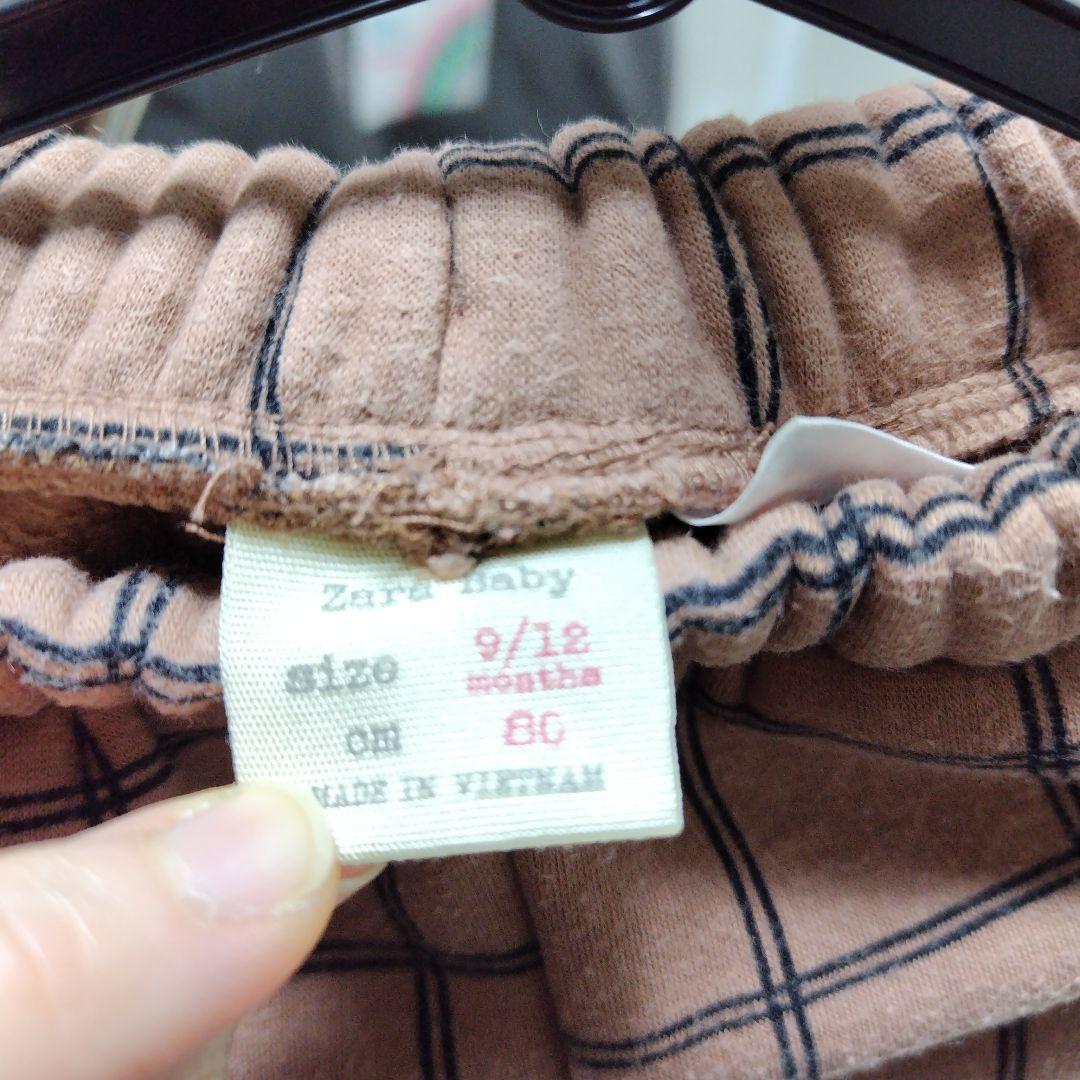 Zara Baby
size 9/12 months
cm 80
MADE IN VIETNAM